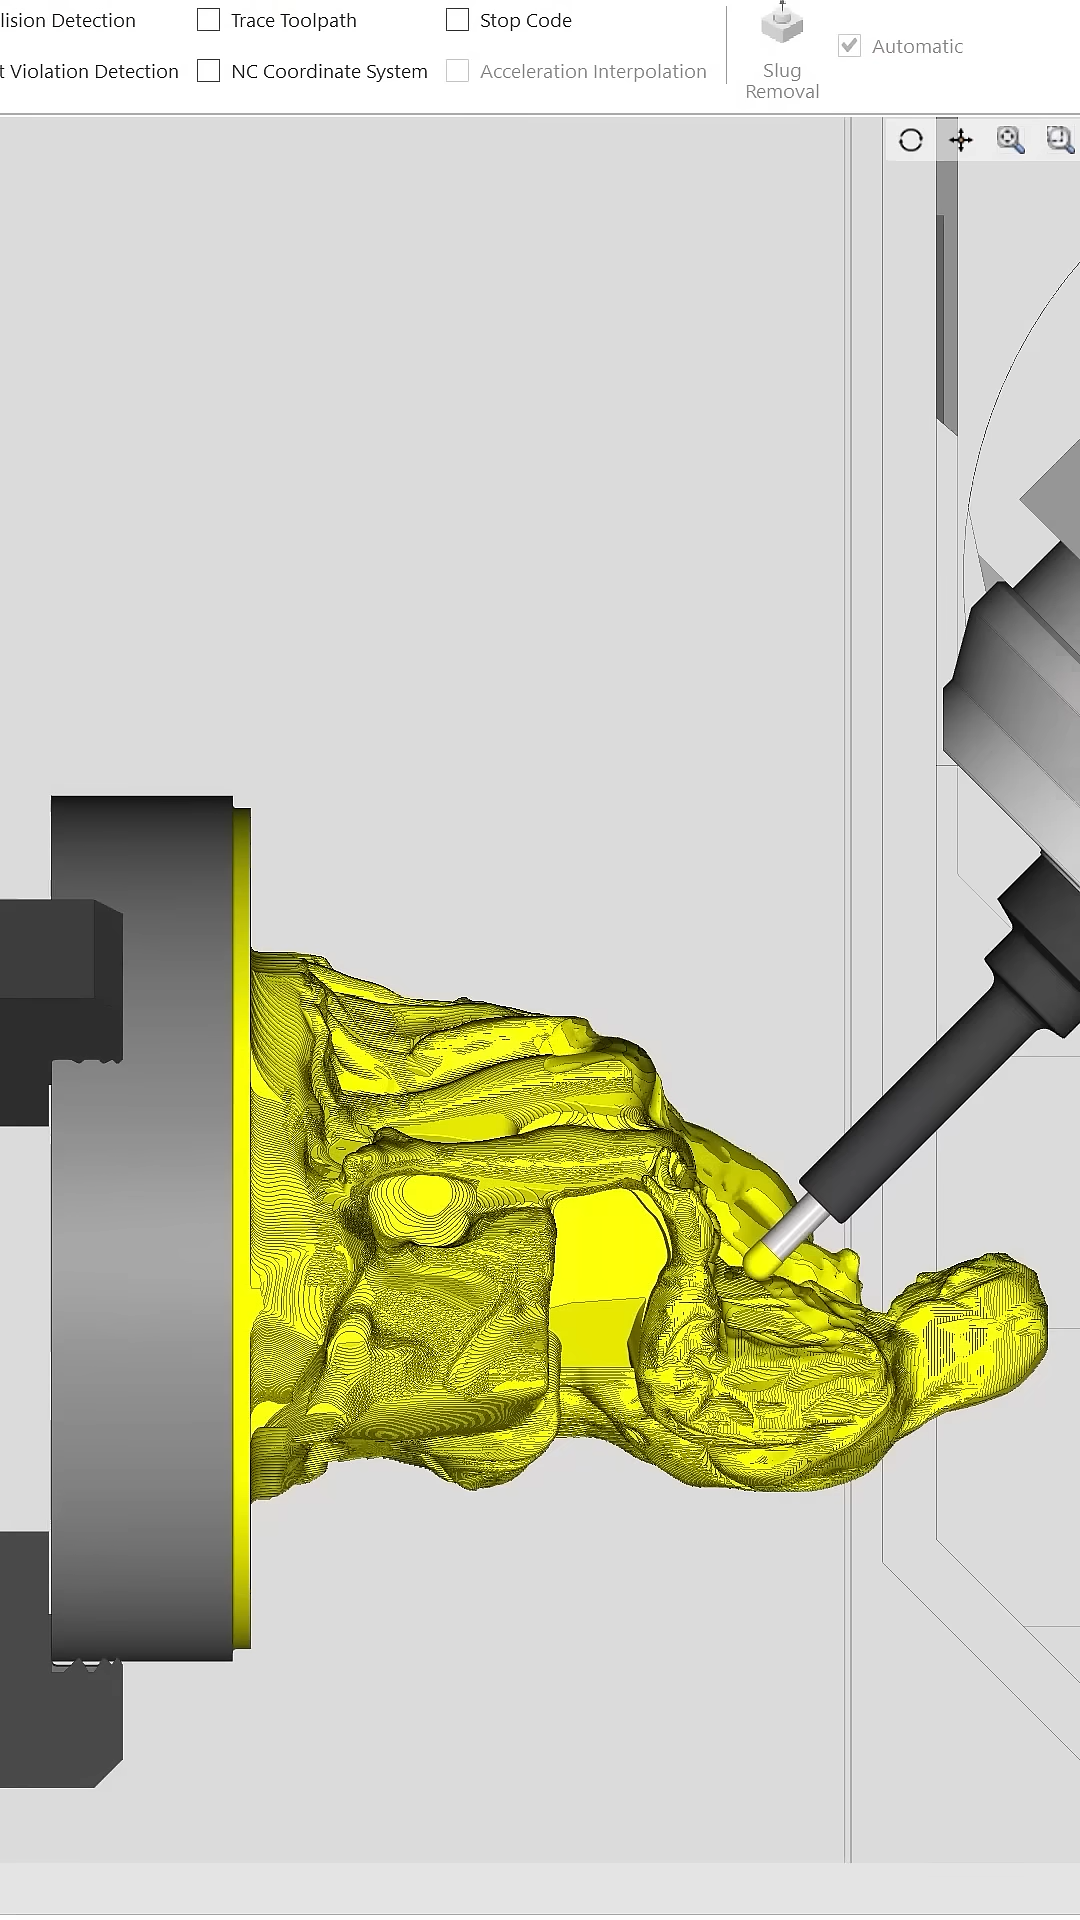 lision Detection
Trace Toolpath
Stop Code
t Violation Detection
NC Coordinate System
Acceleration Interpolation
Slug
Removal
Automatic